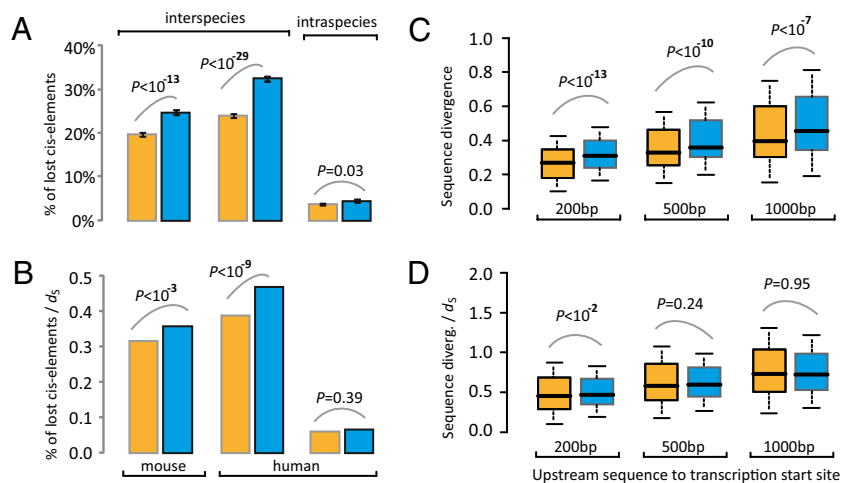 A
interspecies
intraspecies
% of lost cis-elements
40%
30%
20%
10%
0%
P<10-13
P<10-29
P=0.03
B
% of lost cis-elements / dS
0.5
0.4
0.3
0.2
0.1
0.0
P<10-3
P<10-9
P=0.39
mouse
human
C
Sequence divergence
1.0
0.8
0.6
0.4
0.2
0.0
P<10-13
P<10-10
P<10-7
200bp
500bp
1000bp
D
Sequence diverg. / dS
2.0
1.5
1.0
0.5
0.0
P<10-2
P=0.24
P=0.95
200bp
500bp
1000bp
Upstream sequence to transcription start site